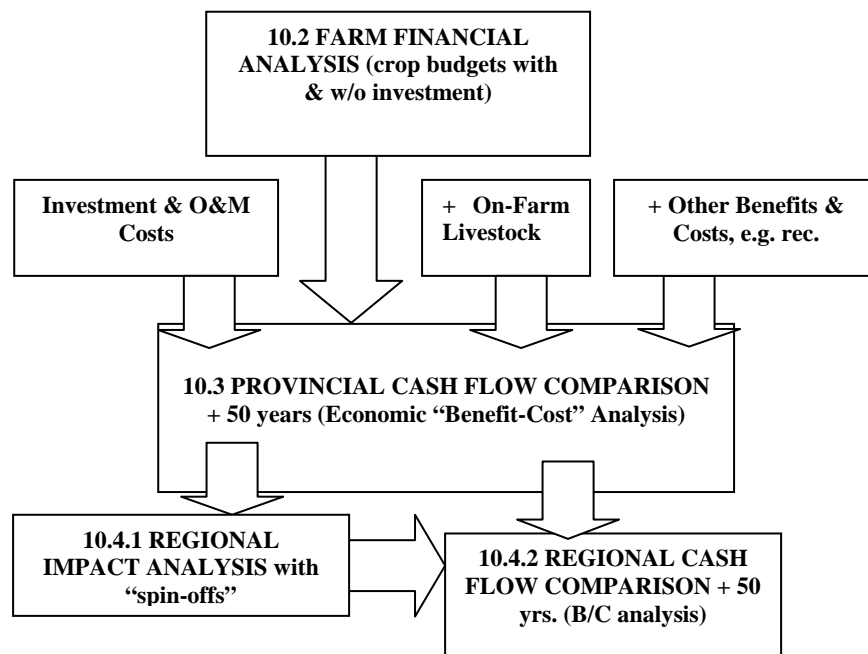 10.2 FARM FINANCIAL
ANALYSIS (crop budgets with
& w/o investment)
Investment & O&M
Costs
+ On-Farm
Livestock
+ Other Benefits &
Costs, e.g. rec.
10.3 PROVINCIAL CASH FLOW COMPARISON
+ 50 years (Economic “Benefit-Cost” Analysis)
10.4.1 REGIONAL
IMPACT ANALYSIS with
“spin-offs”
10.4.2 REGIONAL CASH
FLOW COMPARISON + 50
yrs. (B/C analysis)